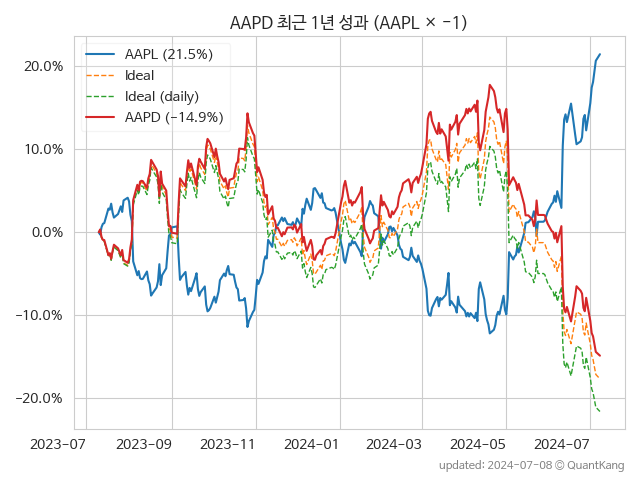 AAPD 최근 1년 성과 (AAPL × −1)
AAPL (21.5%)
Ideal
Ideal (daily)
AAPD (−14.9%)
20.0%
10.0%
0.0%
−10.0%
−20.0%
2023-07 2023-09 2023-11 2024-01 2024-03 2024-05 2024-07
updated: 2024-07-08 © QuantKang